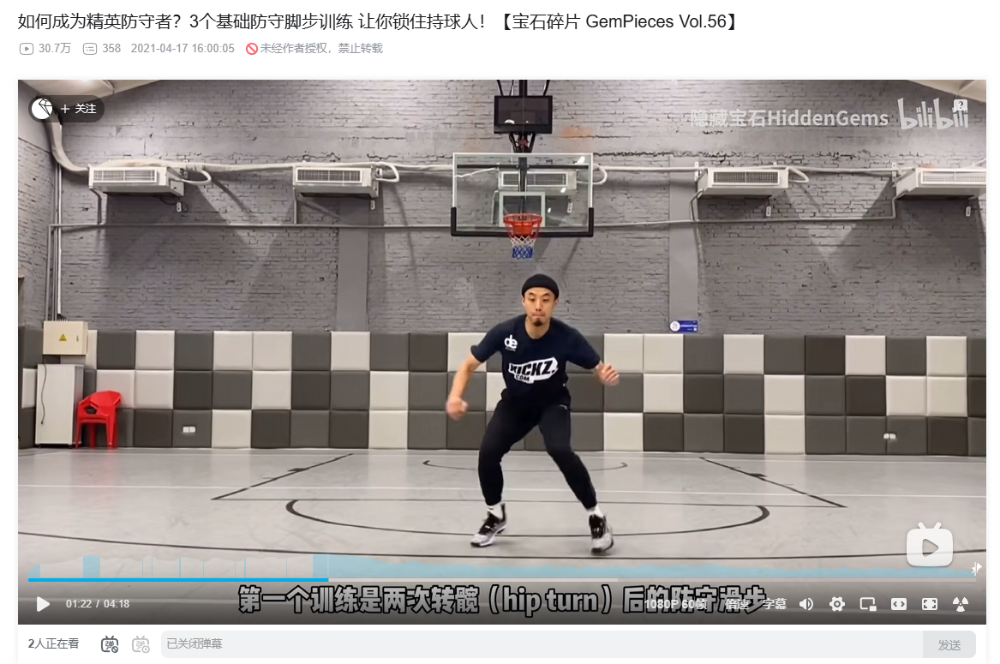 如何成为精英防守者？3个基础防守脚步训练 让你锁住持球人！【宝石碎片 GemPieces Vol.56】
30.7万 358 2021-04-17 16:00:05 未经作者授权，禁止转载
+ 关注
隐藏宝石HiddenGems bilibili
de
KICKZ.
COM
第一个训练是两次转髋（hip turn）后的防守滑步
01:22 / 04:18 1080P 60帧 倍速 字幕
2人正在看 已关闭弹幕 发送